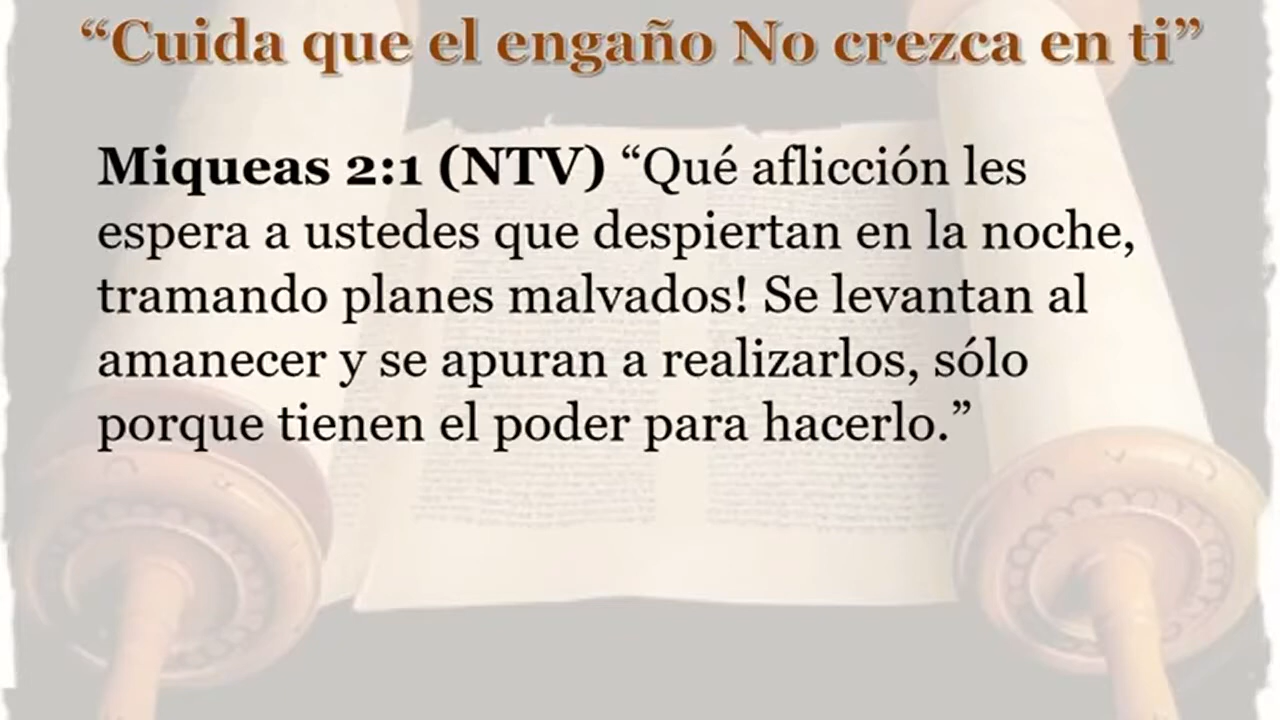 “Cuida que el engaño No crezca en ti”
Miqueas 2:1 (NTV) “Qué aflicción les
espera a ustedes que despiertan en la noche,
tramando planes malvados! Se levantan al
amanecer y se apuran a realizarlos, sólo
porque tienen el poder para hacerlo.”